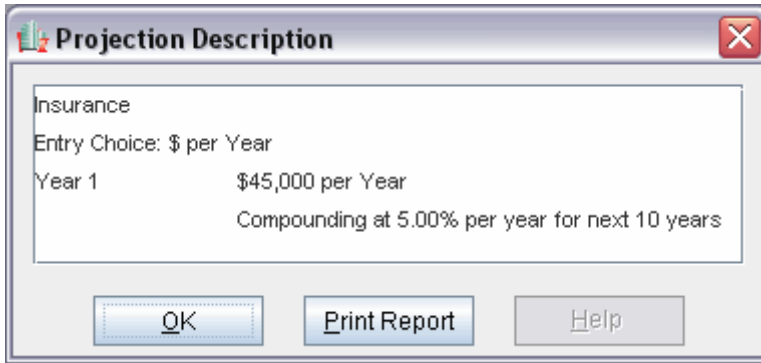 Projection Description
Insurance
Entry Choice: $ per Year
Year 1 $45,000 per Year
Compounding at 5.00% per year for next 10 years
OK Print Report Help